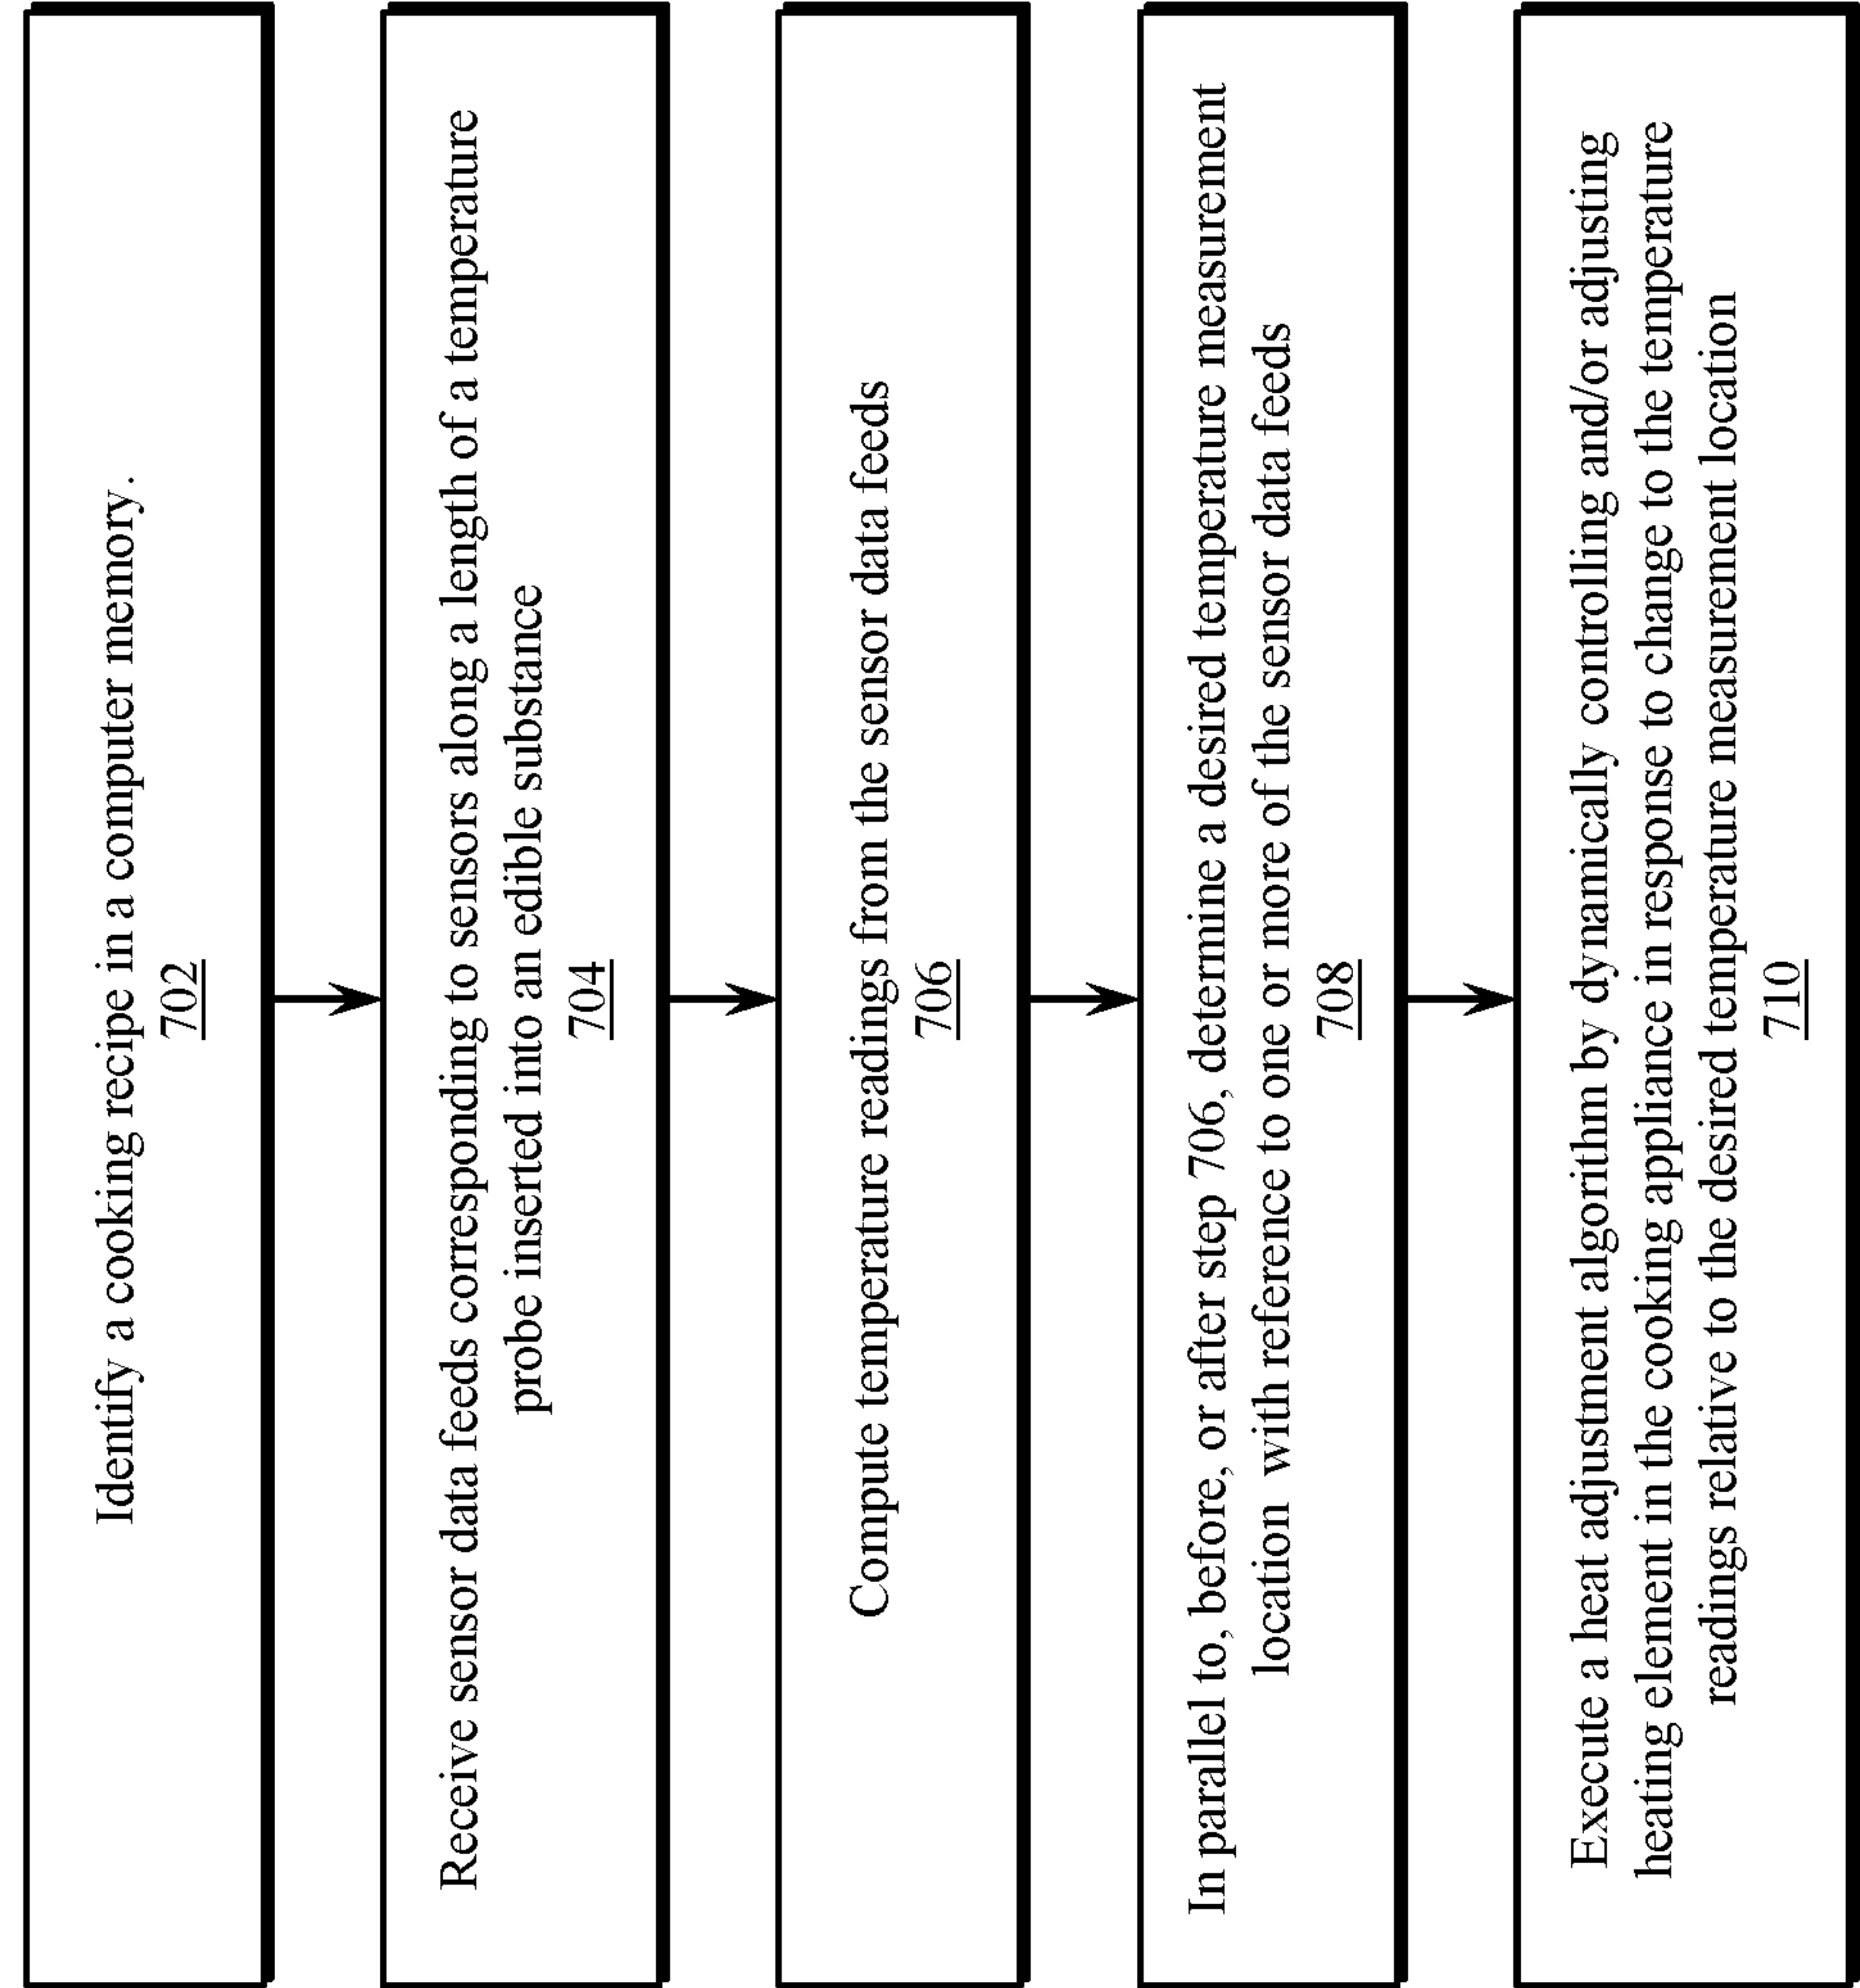 Identify a cooking recipe in a computer memory.
702
Receive sensor data feeds corresponding to sensors along a length of a temperature
probe inserted into an edible substance
704
Compute temperature readings from the sensor data feeds
706
In parallel to, before, or after step 706, determine a desired temperature measurement
location with reference to one or more of the sensor data feeds
708
Execute a heat adjustment algorithm by dynamically controlling and/or adjusting
heating element in the cooking appliance in response to change to the temperature
readings relative to the desired temperature measurement location
710